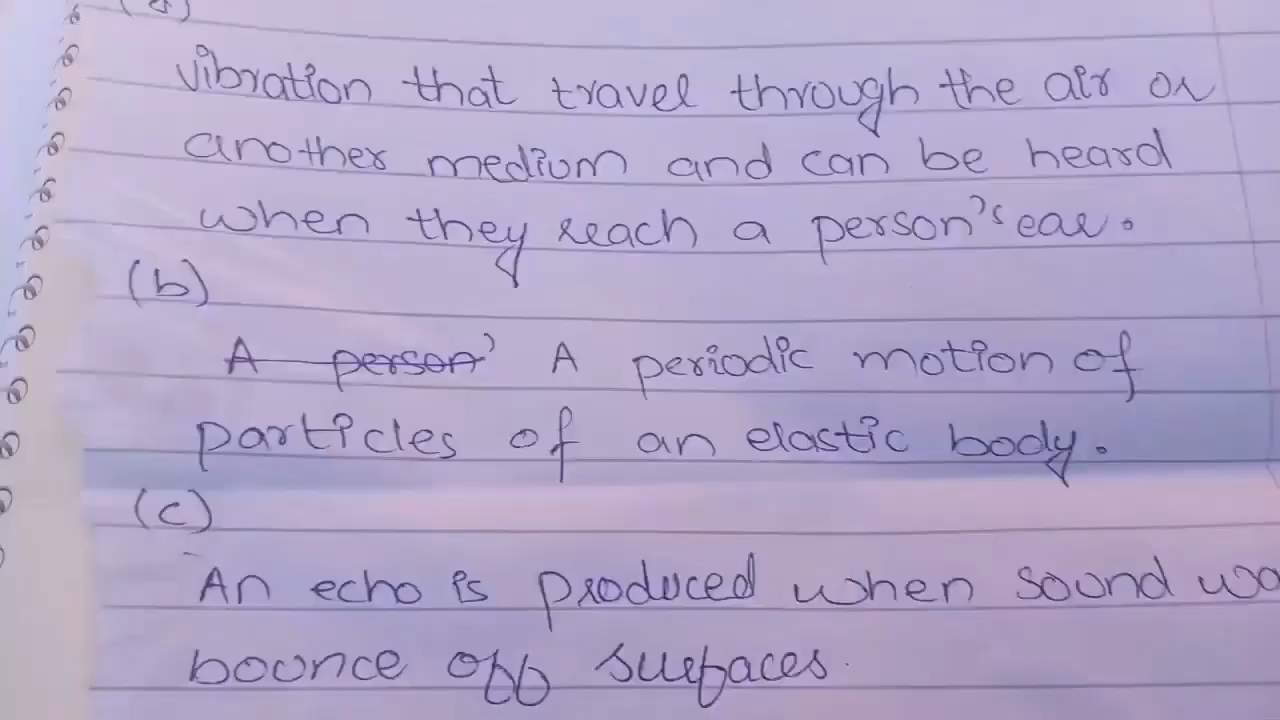 vibration that travel through the air or
another medium and can be heard
when they reach a person's ear.
(b)
A person' A periodic motion of
particles of an elastic body.
(c)
An echo is produced when sound wa
bounce off surfaces.